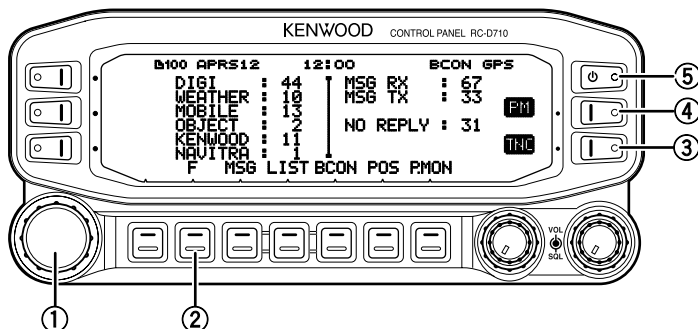 KENWOOD CONTROL PANEL RC-D710
100 APRS12 12:00 BCON GPS
DIGI : 44 MSG RX : 67
WEATHER : 10 MSG TX : 33
MOBILE : 13 PM
OBJECT : 2 NO REPLY : 31
KENWOOD : 11 TNC
NAVITRA : 1
F MSG LIST BCON POS P.MON
5
4
3
VOL
SQL
1 2